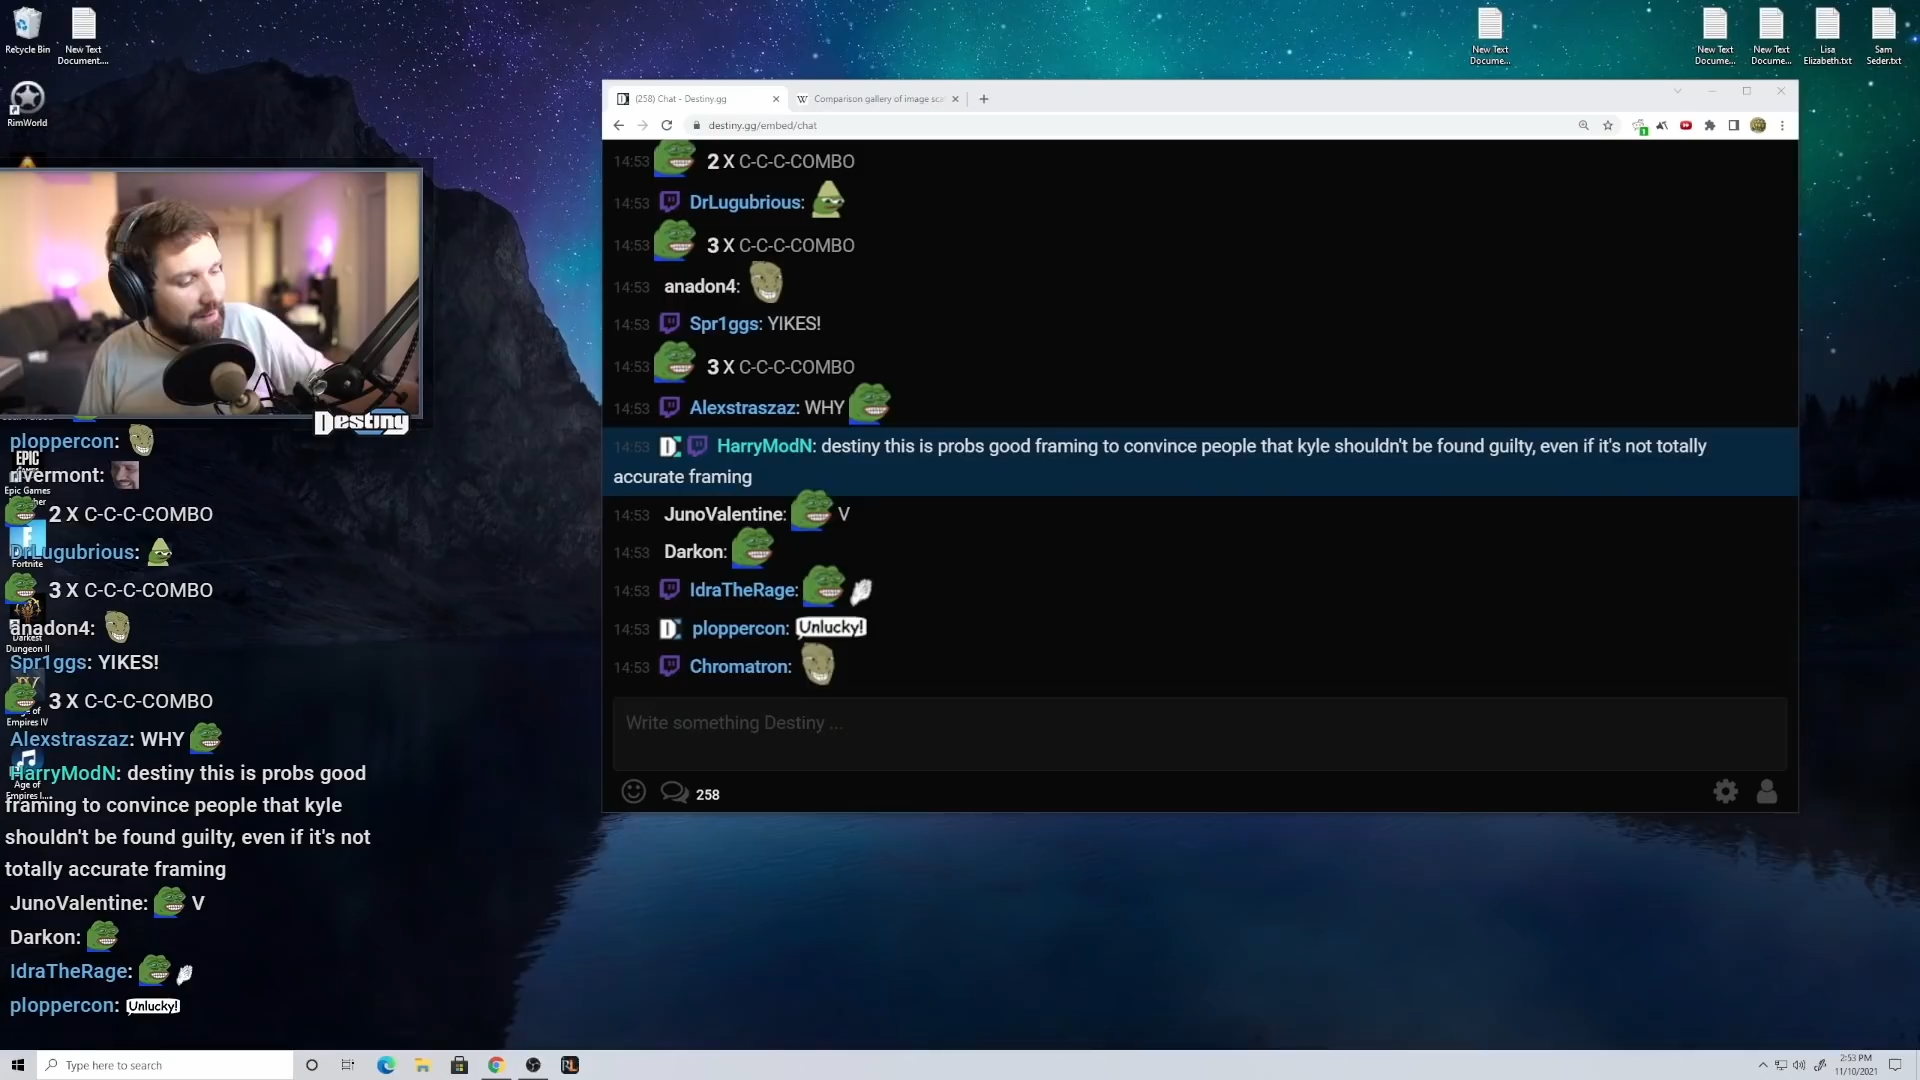 Recycle Bin
New Text
Document....
RimWorld
New Text
Docume...
New Text
Docume...
New Text
Docume...
Lisa
Elizabeth.txt
Sam
Seder.txt
(258) Chat - Destiny.gg
Comparison gallery of image sca
destiny.gg/embed/chat
14:53 2 X C-C-C-COMBO
14:53 DrLugubrious:
14:53 3 X C-C-C-COMBO
14:53 anadon4:
14:53 Spr1ggs: YIKES!
14:53 3 X C-C-C-COMBO
14:53 Alexstraszaz: WHY
14:53 HarryModN: destiny this is probs good framing to convince people that kyle shouldn't be found guilty, even if it's not totally
accurate framing
14:53 JunoValentine: V
14:53 Darkon:
14:53 IdraTheRage:
14:53 ploppercon: Unlucky!
14:53 Chromatron:
Write something Destiny ...
258
Destiny
ploppercon:
EPIC
rivermont:
Epic Games
2 X C-C-C-COMBO
DrLugubrious:
Fortnite
3 X C-C-C-COMBO
anadon4:
Darkest
Dungeon II
Spr1ggs: YIKES!
IV
3 X C-C-C-COMBO
Empires IV
Alexstraszaz: WHY
HarryModN: destiny this is probs good
Age of
Empires I...
framing to convince people that kyle
shouldn't be found guilty, even if it's not
totally accurate framing
JunoValentine: V
Darkon:
IdraTheRage:
ploppercon: Unlucky!
Type here to search
2:53 PM
11/10/2021